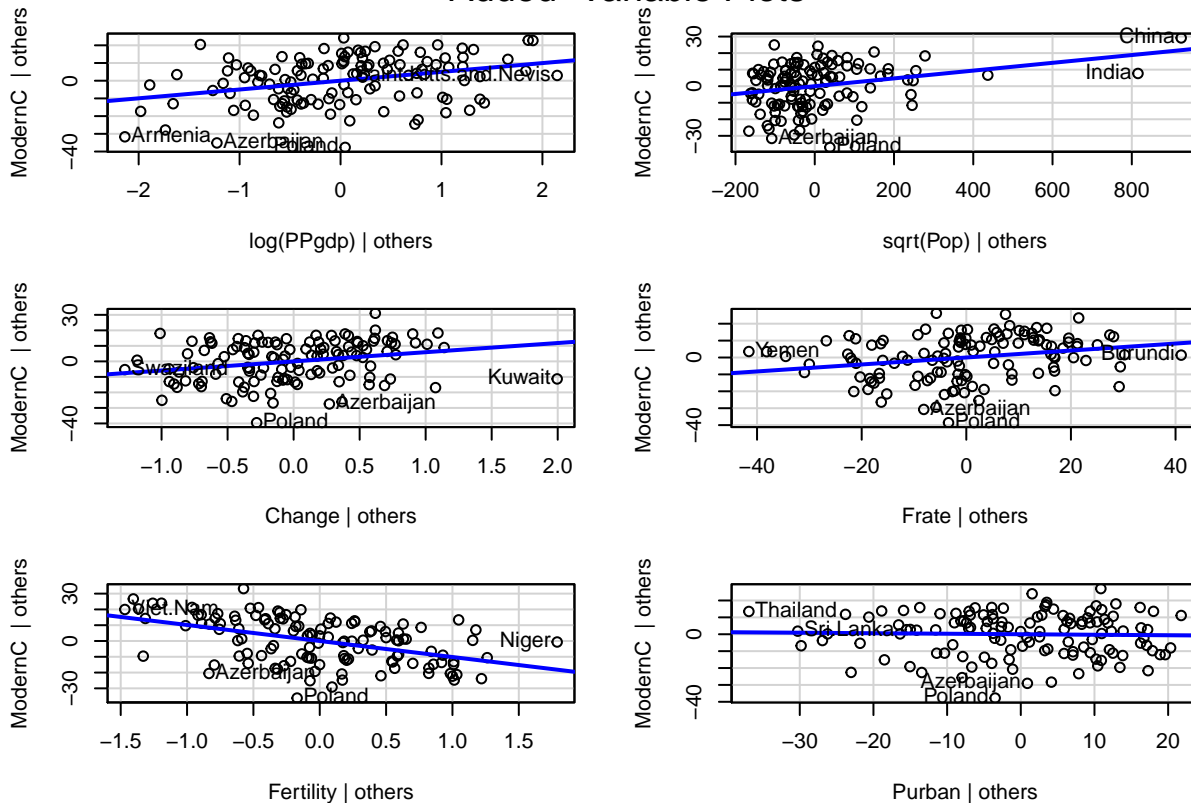 Added−Variable Plots
ModernC | others
0
−40
Armenia
Azerbaijan
Poland
Saint.Kitts.and.Nevis
−2
−1
0
1
2
log(PPgdp) | others
ModernC | others
30
0
−30
China
India
Azerbaijan
Poland
−200
0
200
400
600
800
sqrt(Pop) | others
ModernC | others
30
0
−40
Swaziland
Kuwait
Azerbaijan
Poland
−1.0
−0.5
0.0
0.5
1.0
1.5
2.0
Change | others
ModernC | others
0
−40
Yemen
Burundi
Azerbaijan
Poland
−40
−20
0
20
40
Frate | others
ModernC | others
30
0
−30
Viet.Nam
Niger
Azerbaijan
Poland
−1.5
−1.0
−0.5
0.0
0.5
1.0
1.5
Fertility | others
ModernC | others
0
−40
Thailand
Sri.Lanka
Azerbaijan
Poland
−30
−20
−10
0
10
20
Purban | others